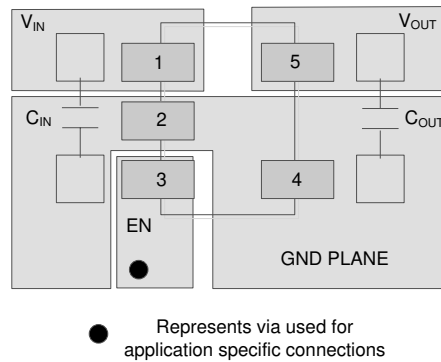 VIN
VOUT
1
5
2
CIN
COUT
3
4
EN
GND PLANE
Represents via used for
application specific connections